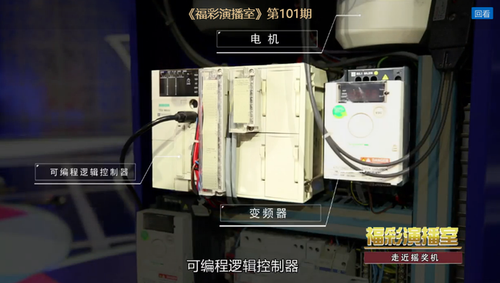 《福彩演播室》第101期
回看
电机
可编程逻辑控制器
变频器
福彩演播室
走近摇奖机
可编程逻辑控制器